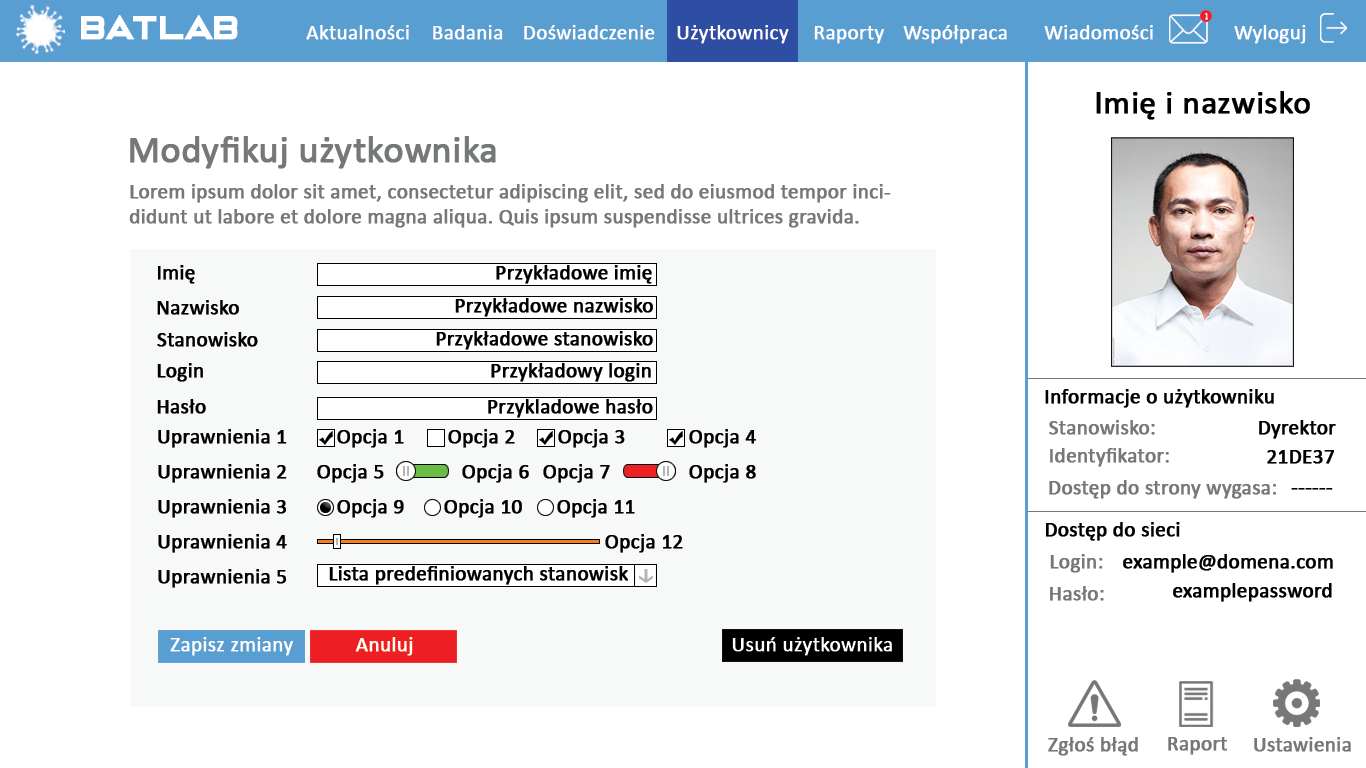 BATLAB
Aktualności Badania Doświadczenie Użytkownicy Raporty Współpraca Wiadomości 1 Wyloguj
Modyfikuj użytkownika
Lorem ipsum dolor sit amet, consectetur adipiscing elit, sed do eiusmod tempor inci-
didunt ut labore et dolore magna aliqua. Quis ipsum suspendisse ultrices gravida.
Imię Przykładowe imię
Nazwisko Przykładowe nazwisko
Stanowisko Przykładowe stanowisko
Login Przykładowy login
Hasło Przykladowe hasło
Uprawnienia 1 Opcja 1 Opcja 2 Opcja 3 Opcja 4
Uprawnienia 2 Opcja 5 Opcja 6 Opcja 7 Opcja 8
Uprawnienia 3 Opcja 9 Opcja 10 Opcja 11
Uprawnienia 4 Opcja 12
Uprawnienia 5 Lista predefiniowanych stanowisk
Zapisz zmiany Anuluj Usuń użytkownika
Imię i nazwisko
Informacje o użytkowniku
Stanowisko: Dyrektor
Identyfikator: 21DE37
Dostęp do strony wygasa: ------
Dostęp do sieci
Login: example@domena.com
Hasło: examplepassword
Zgłoś błąd Raport Ustawienia